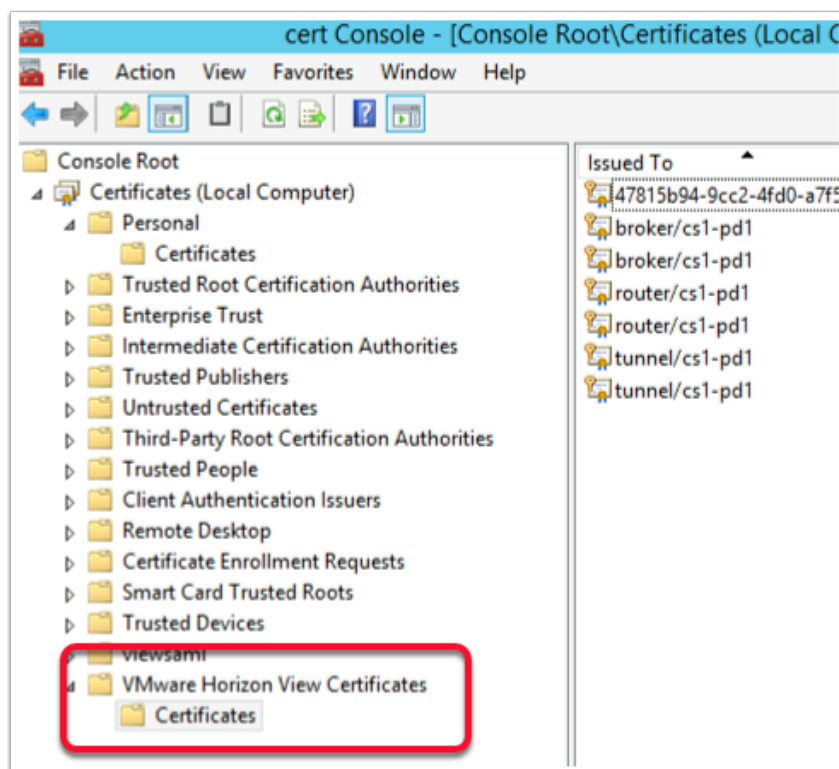 cert Console - [Console Root\Certificates (Local C
File Action View Favorites Window Help
Console Root
Certificates (Local Computer)
Personal
Certificates
Trusted Root Certification Authorities
Enterprise Trust
Intermediate Certification Authorities
Trusted Publishers
Untrusted Certificates
Third-Party Root Certification Authorities
Trusted People
Client Authentication Issuers
Remote Desktop
Certificate Enrollment Requests
Smart Card Trusted Roots
Trusted Devices
viewsaml
VMware Horizon View Certificates
Certificates
Issued To
47815b94-9cc2-4fd0-a7f5
broker/cs1-pd1
broker/cs1-pd1
router/cs1-pd1
router/cs1-pd1
tunnel/cs1-pd1
tunnel/cs1-pd1